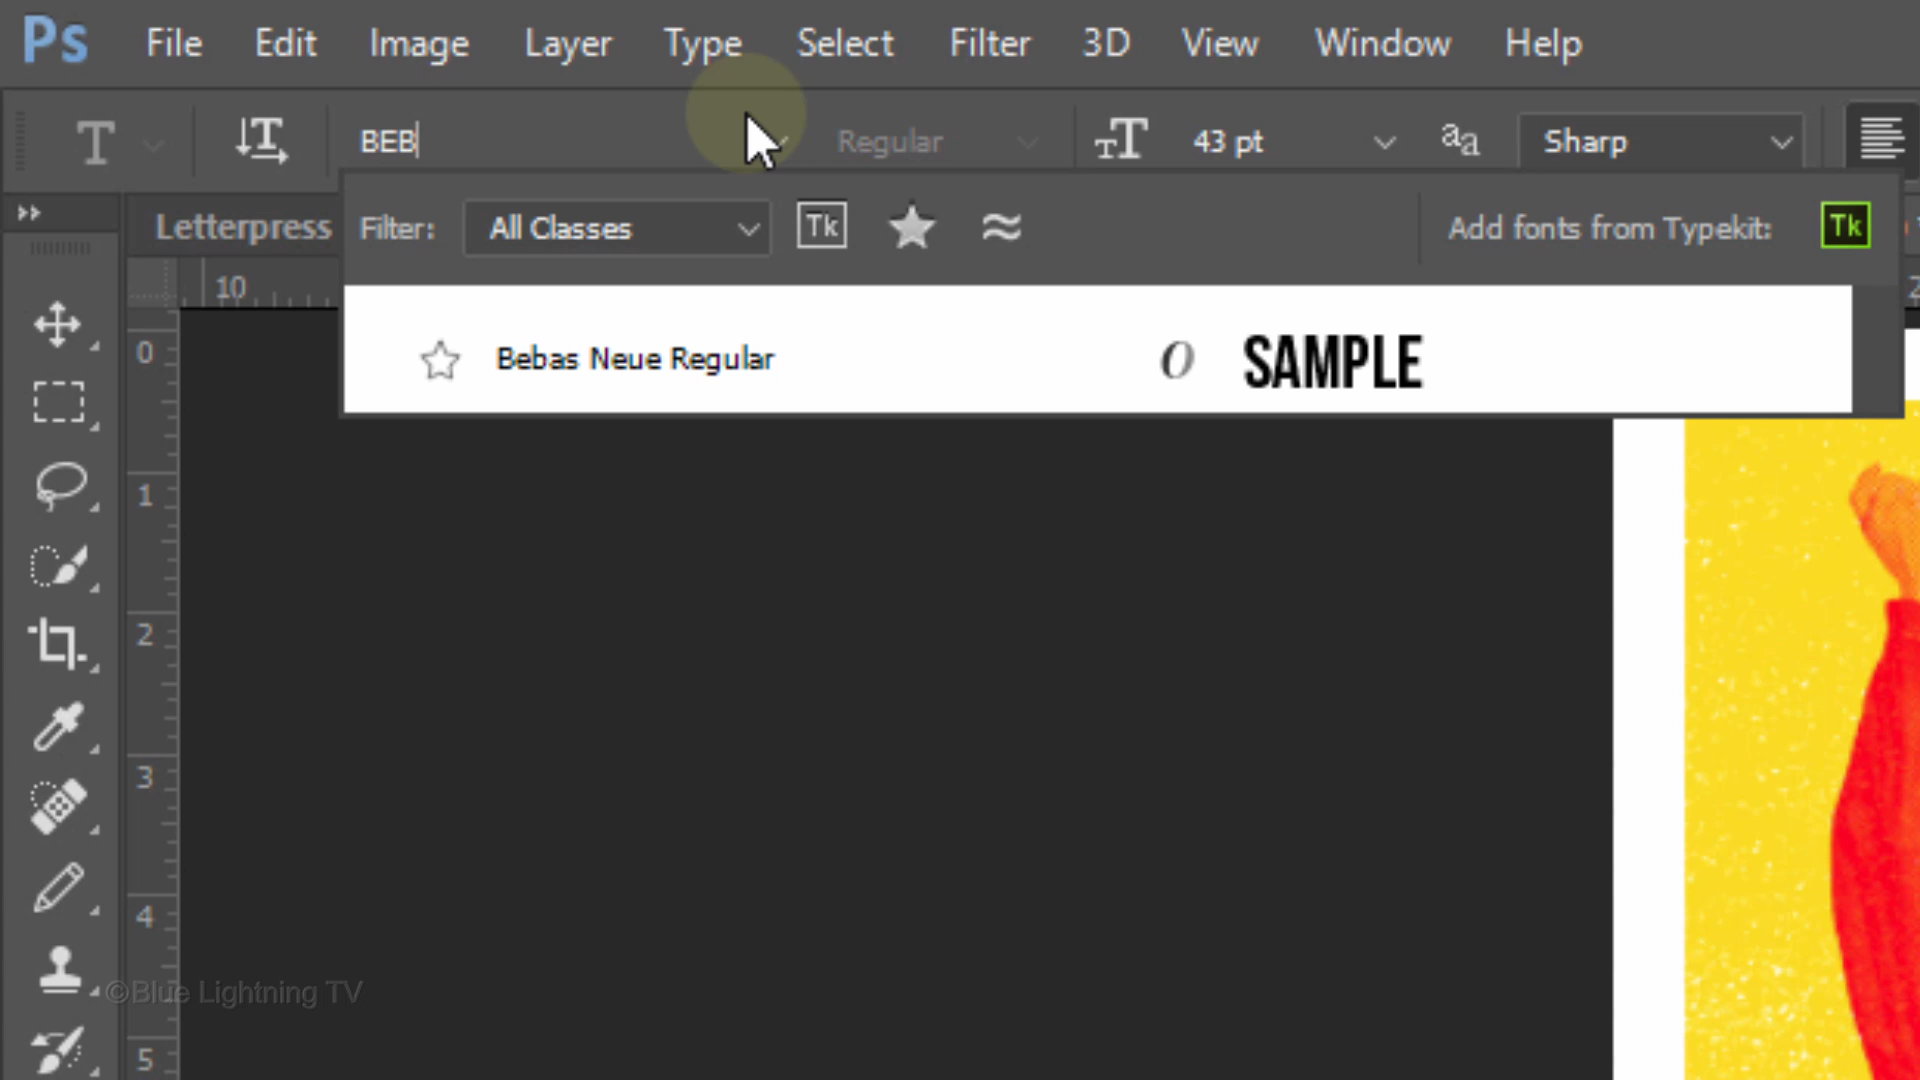 Ps File Edit Image Layer Type Select Filter 3D View Window Help
T T BEB Regular TT 43 pt aa Sharp
Letterpress Filter: All Classes Tk Add fonts from Typekit: Tk
10
Bebas Neue Regular O SAMPLE
0
1
2
3
4
©Blue Lightning TV
5